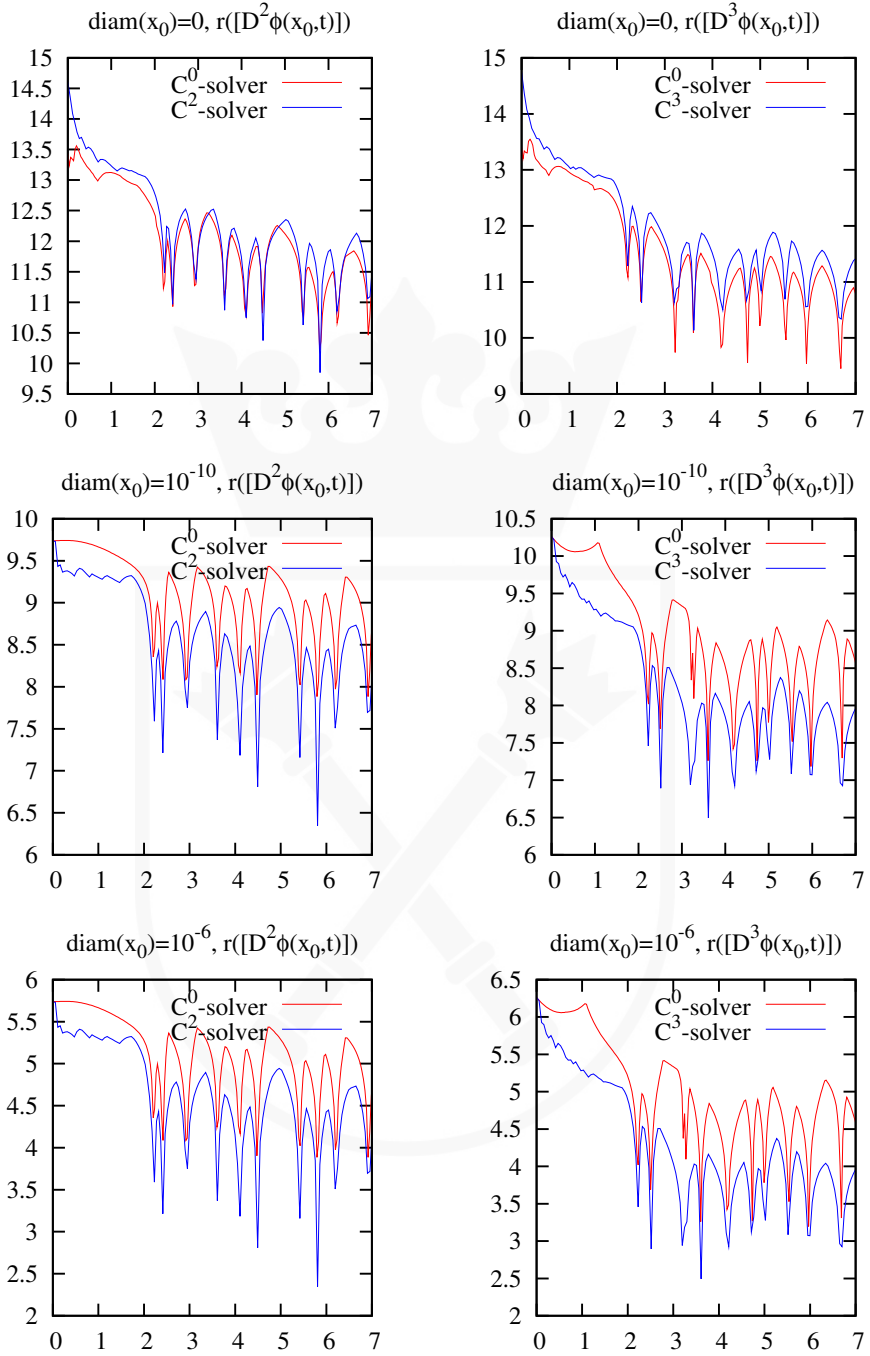 diam(x₀)=0, r([D²ϕ(x₀,t)])
C⁰-solver
C²-solver
15
14.5
14
13.5
13
12.5
12
11.5
11
10.5
10
9.5
0 1 2 3 4 5 6 7
diam(x₀)=0, r([D³ϕ(x₀,t)])
C⁰-solver
C³-solver
15
14
13
12
11
10
9
0 1 2 3 4 5 6 7
diam(x₀)=10⁻¹⁰, r([D²ϕ(x₀,t)])
C⁰-solver
C²-solver
10
9.5
9
8.5
8
7.5
7
6.5
6
0 1 2 3 4 5 6 7
diam(x₀)=10⁻¹⁰, r([D³ϕ(x₀,t)])
C⁰-solver
C³-solver
10.5
10
9.5
9
8.5
8
7.5
7
6.5
6
0 1 2 3 4 5 6 7
diam(x₀)=10⁻⁶, r([D²ϕ(x₀,t)])
C⁰-solver
C²-solver
6
5.5
5
4.5
4
3.5
3
2.5
2
0 1 2 3 4 5 6 7
diam(x₀)=10⁻⁶, r([D³ϕ(x₀,t)])
C⁰-solver
C³-solver
6.5
6
5.5
5
4.5
4
3.5
3
2.5
2
0 1 2 3 4 5 6 7